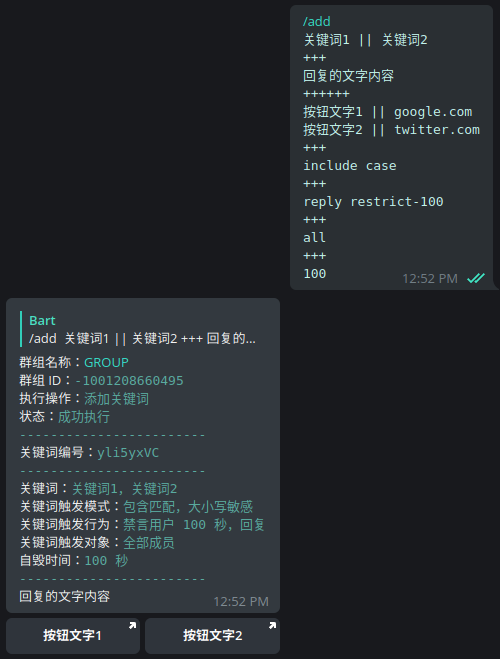 /add
关键词1 || 关键词2
+++
回复的文字内容
++++++
按钮文字1 || google.com
按钮文字2 || twitter.com
+++
include case
+++
reply restrict-100
+++
all
+++
100
12:52 PM
Bart
/add 关键词1 || 关键词2 +++ 回复的...
群组名称：GROUP
群组 ID：-1001208660495
执行操作：添加关键词
状态：成功执行
------------------------
关键词编号：yli5yxVC
------------------------
关键词：关键词1，关键词2
关键词触发模式：包含匹配，大小写敏感
关键词触发行为：禁言用户 100 秒，回复
关键词触发对象：全部成员
自毁时间：100 秒
------------------------
回复的文字内容
12:52 PM
按钮文字1
按钮文字2